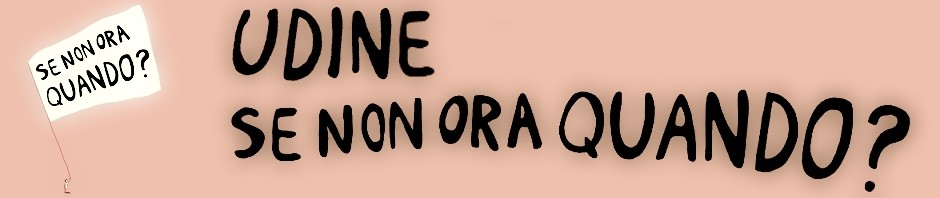 SE NON ORA
QUANDO?
UDINE
SE NON ORA QUANDO?